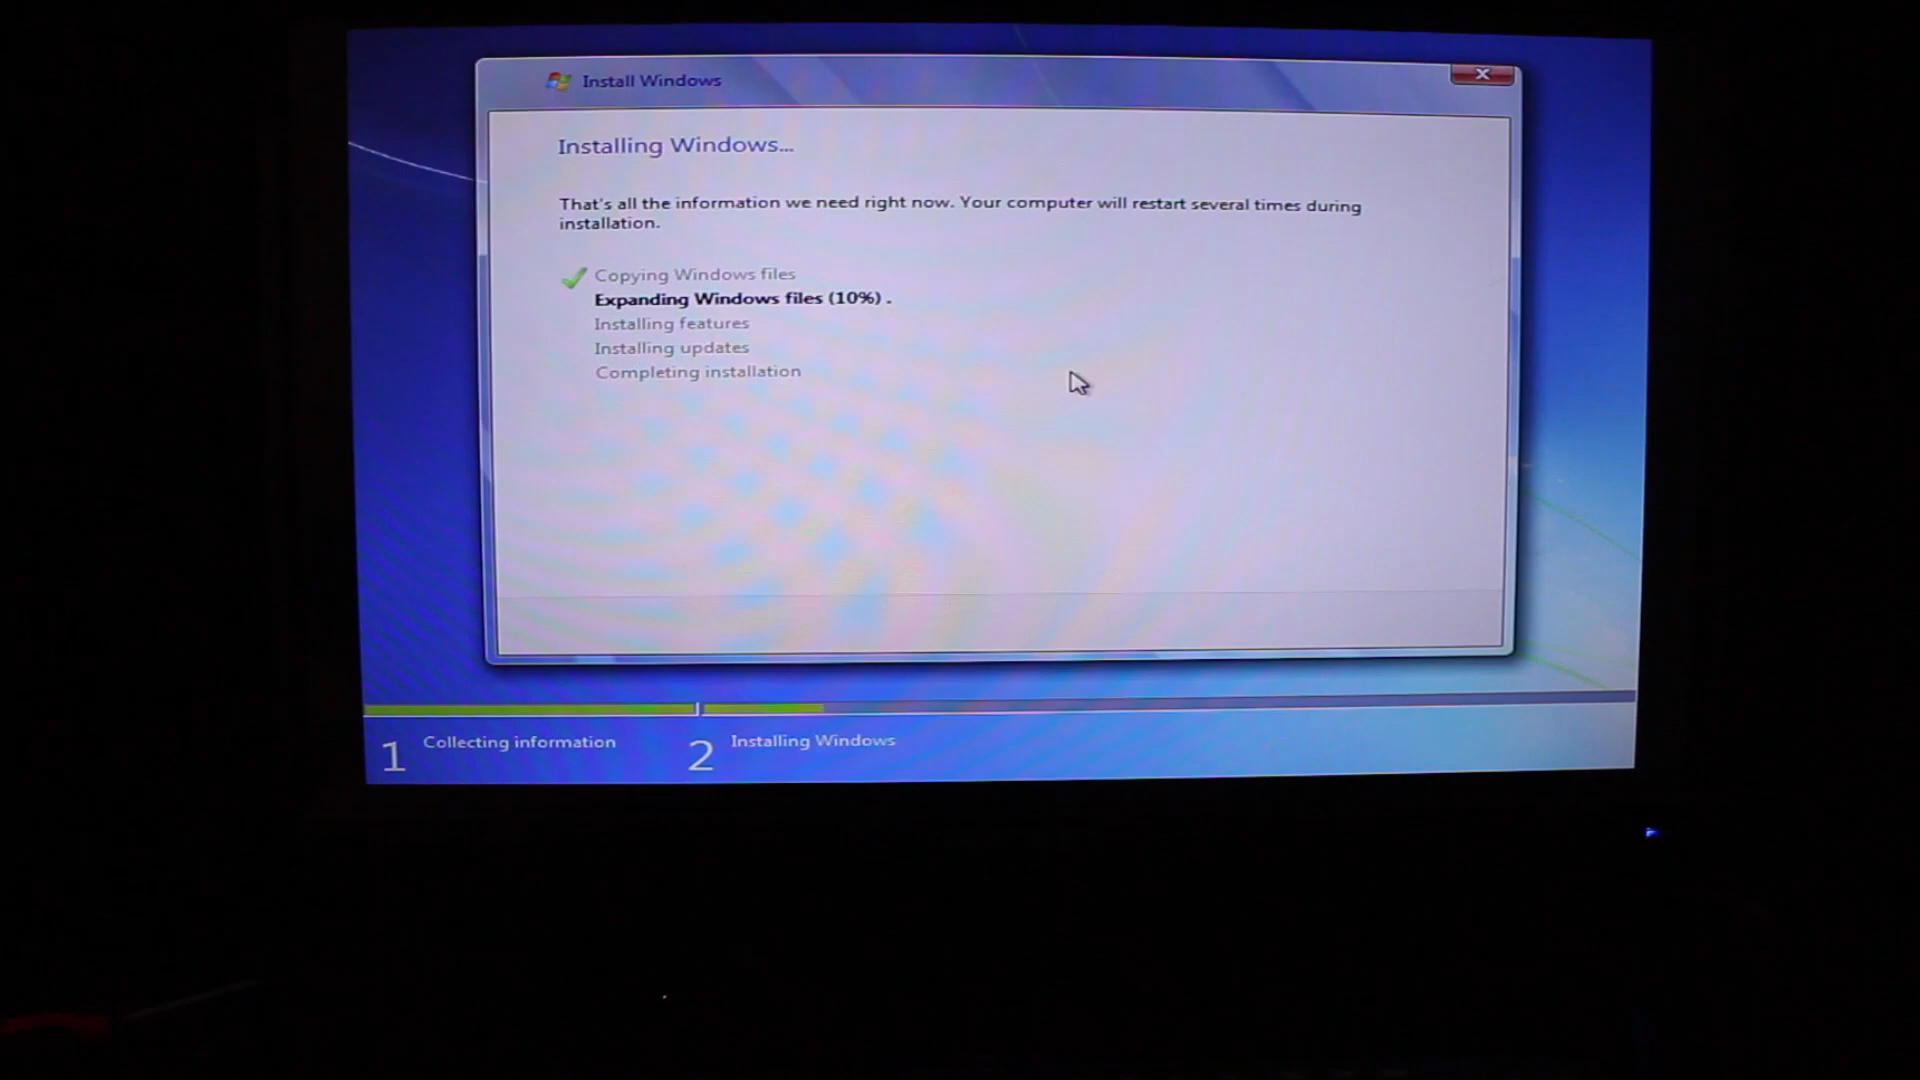 Install Windows
Installing Windows...
That's all the information we need right now. Your computer will restart several times during
installation.
Copying Windows files
Expanding Windows files (10%) .
Installing features
Installing updates
Completing installation
1 Collecting information
2 Installing Windows